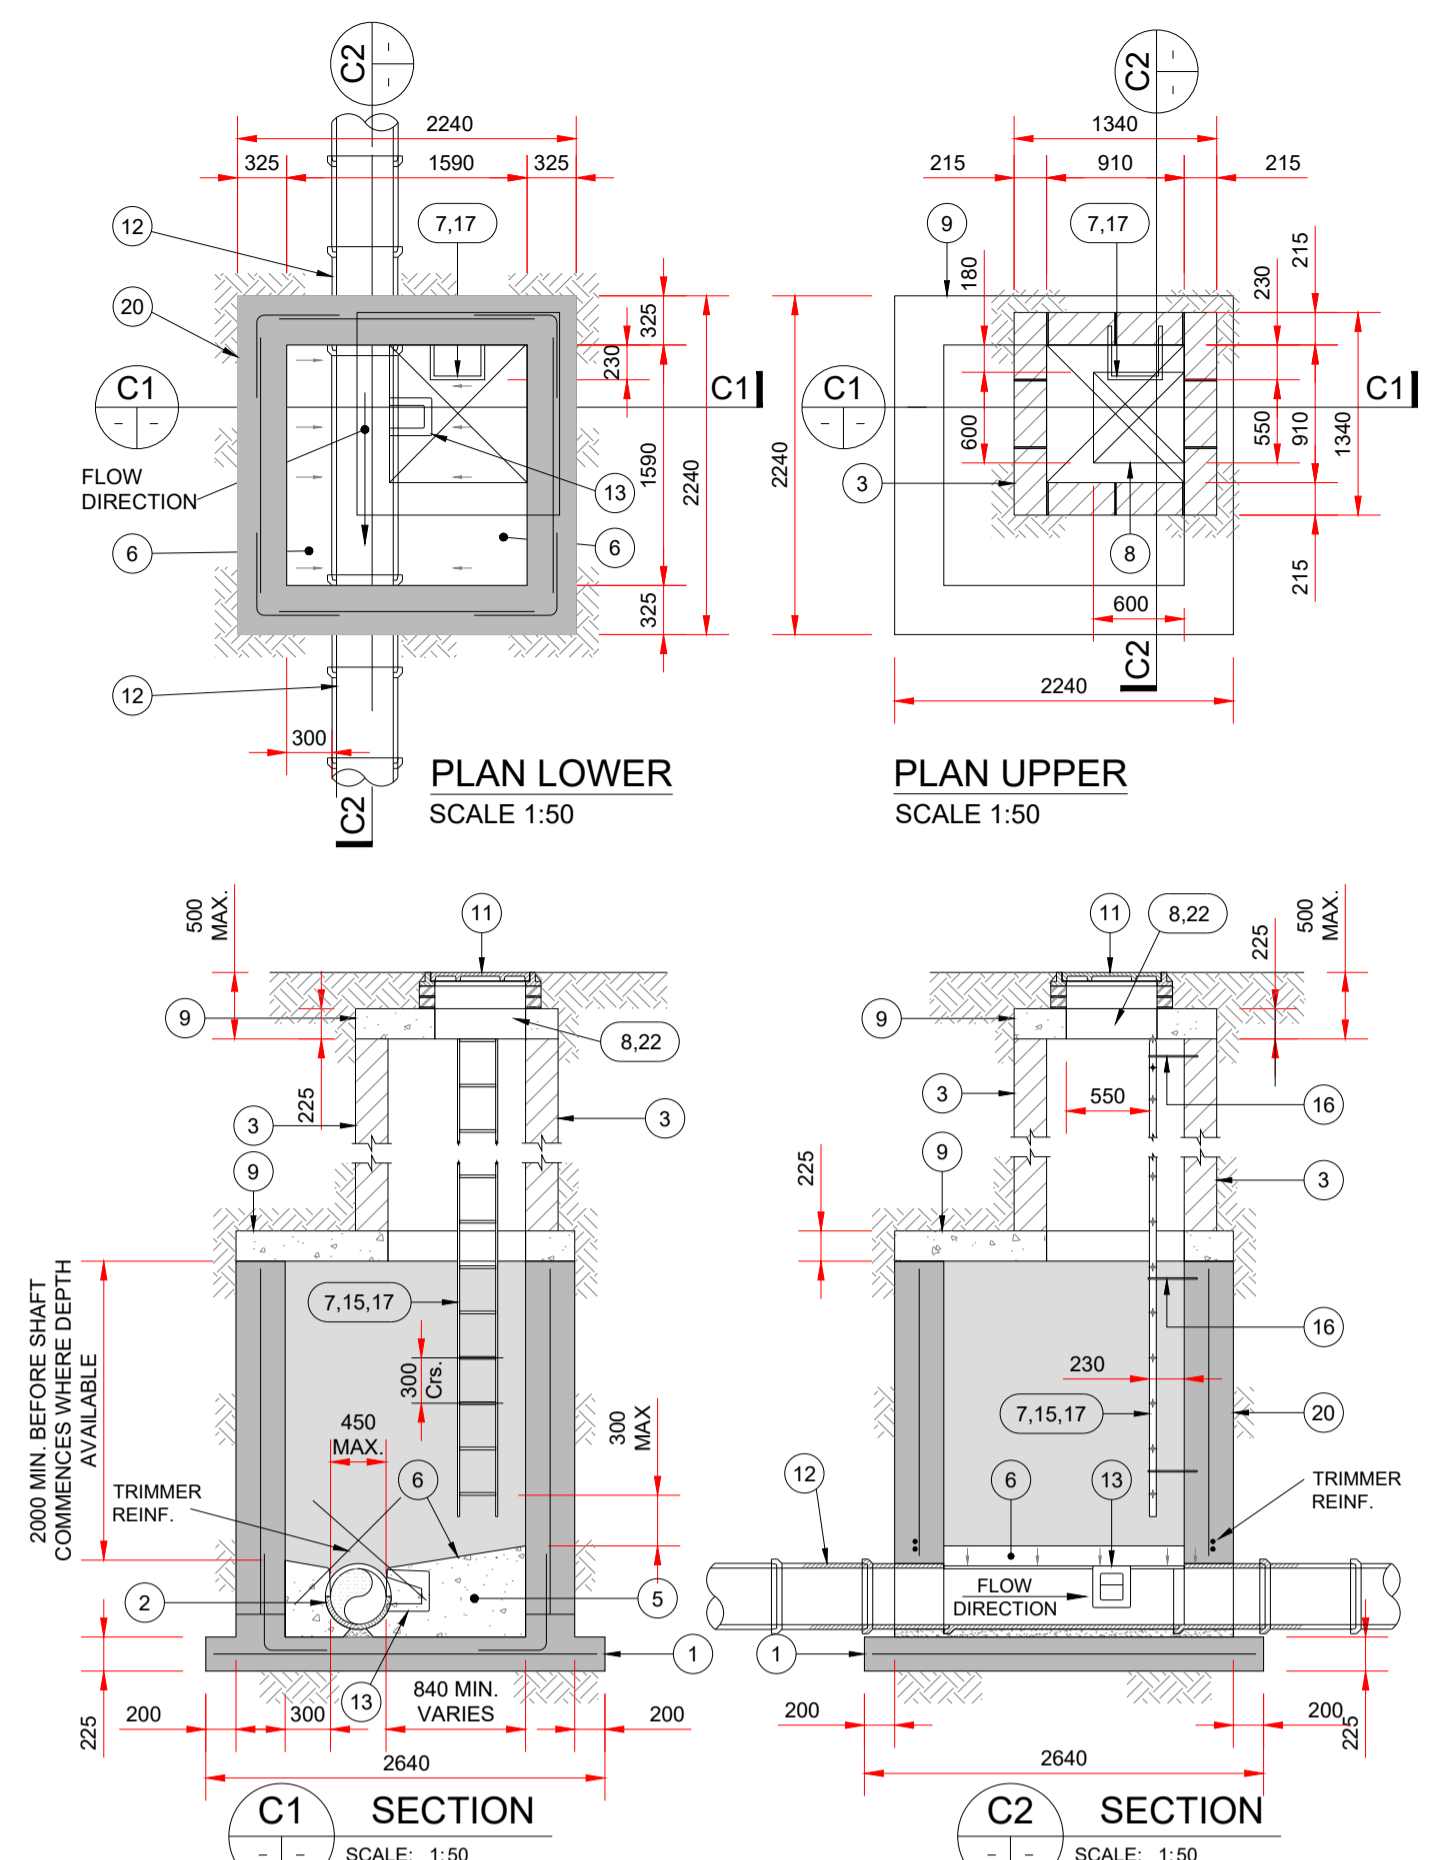 C2
2240
325
1590
325
12
7,17
20
325
230
C1
- -
C1
1590
2240
FLOW
DIRECTION
13
6
6
325
12
300
C2
PLAN LOWER
SCALE 1:50
C2
1340
215
910
215
9
7,17
180
215
230
C1
- -
C1
2240
600
550
910
1340
3
8
215
600
C2
2240
PLAN UPPER
SCALE 1:50
500
MAX.
11
9
8,22
225
3
3
9
2000 MIN. BEFORE SHAFT
COMMENCES WHERE DEPTH
AVAILABLE
7,15,17
300
Crs.
450
MAX.
300
MAX
6
TRIMMER
REINF.
2
5
1
13
840 MIN.
VARIES
225
200
300
200
2640
C1
- -
SECTION
SCALE: 1:50
11
8,22
225
500
MAX.
9
3
550
16
9
225
3
16
230
7,15,17
20
12
6
13
TRIMMER
REINF.
FLOW
DIRECTION
1
200
200
225
2640
C2
- -
SECTION
SCALE: 1:50